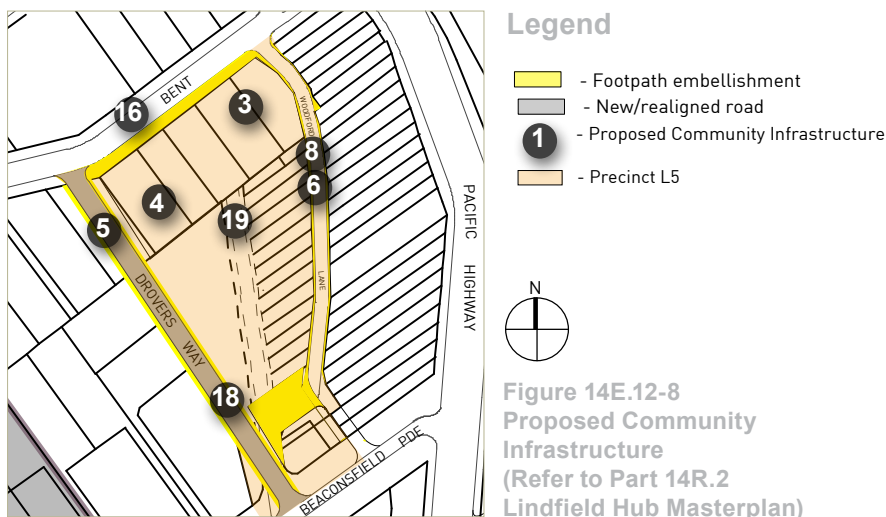 16
BENT
3
WOODFORD
8
6
4
19
5
DROVERS WAY
LANE
18
PACIFIC HIGHWAY
BEACONSFIELD PDE
Legend
- Footpath embellishment
- New/realigned road
1 - Proposed Community Infrastructure
- Precinct L5
N
Figure 14E.12-8
Proposed Community
Infrastructure
(Refer to Part 14R.2
Lindfield Hub Masterplan)